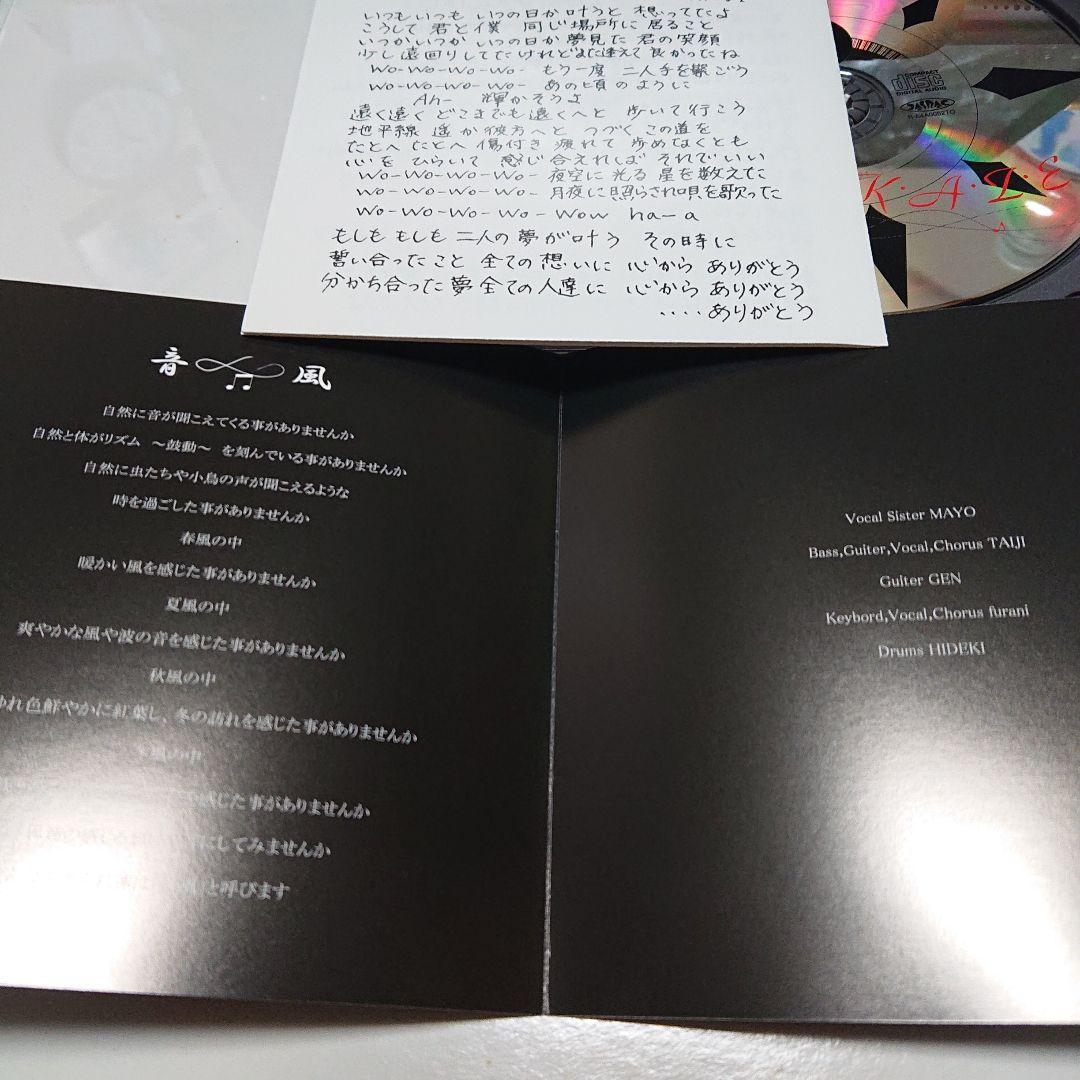 いつもいつも いつの日か叶うと 想ってたよ
こうして 君と僕 同じ場所に 居ること
いつかいつか いつの日か夢見た 君の笑顔
少し遠回りしてたけれど また逢えて 良かったね
Wo-Wo-Wo-Wo- もう一度 二人手を繋ごう
Wo-Wo-Wo-Wo- あの頃のように
Ah- 輝かそうよ
遠く遠く どこまでも遠くへと 歩いて行こう
地平線 遥か彼方へと つづく この道を
たとへ たとへ 傷付き 疲れて 歩めなくとも
心を ひらいて 感じ合えれば それでいい
Wo-Wo-Wo-Wo- 夜空に光る 星を数えてた
Wo-Wo-Wo-Wo- 月夜に照らされ唄を歌ってた
Wo-Wo-Wo-Wo-Wow ha-a
もしも もしも 二人の夢が叶う その時に
誓い合ったこと 全ての想いに 心から ありがとう
分かち合った夢全ての人達に 心から ありがとう
‥‥ありがとう
COMPACT
disc
DIGITAL AUDIO
K・A・Z・E
音 風
自然に音が聞こえてくる事がありませんか
自然と体がリズム ～鼓動～ を刻んでいる事がありませんか
自然に虫たちや小鳥の声が聞こえるような
時を過ごした事がありませんか
春風の中
暖かい風を感じた事がありませんか
夏風の中
爽やかな風や波の音を感じた事がありませんか
秋風の中
ゆれ色鮮やかに紅葉し、冬の訪れを感じた事がありませんか
風の中
感じた事がありませんか
にしてみませんか
と呼びます
Vocal Sister MAYO
Bass,Guiter,Vocal,Chorus TAIJI
Guiter GEN
Keybord,Vocal,Chorus furani
Drums HIDEKI